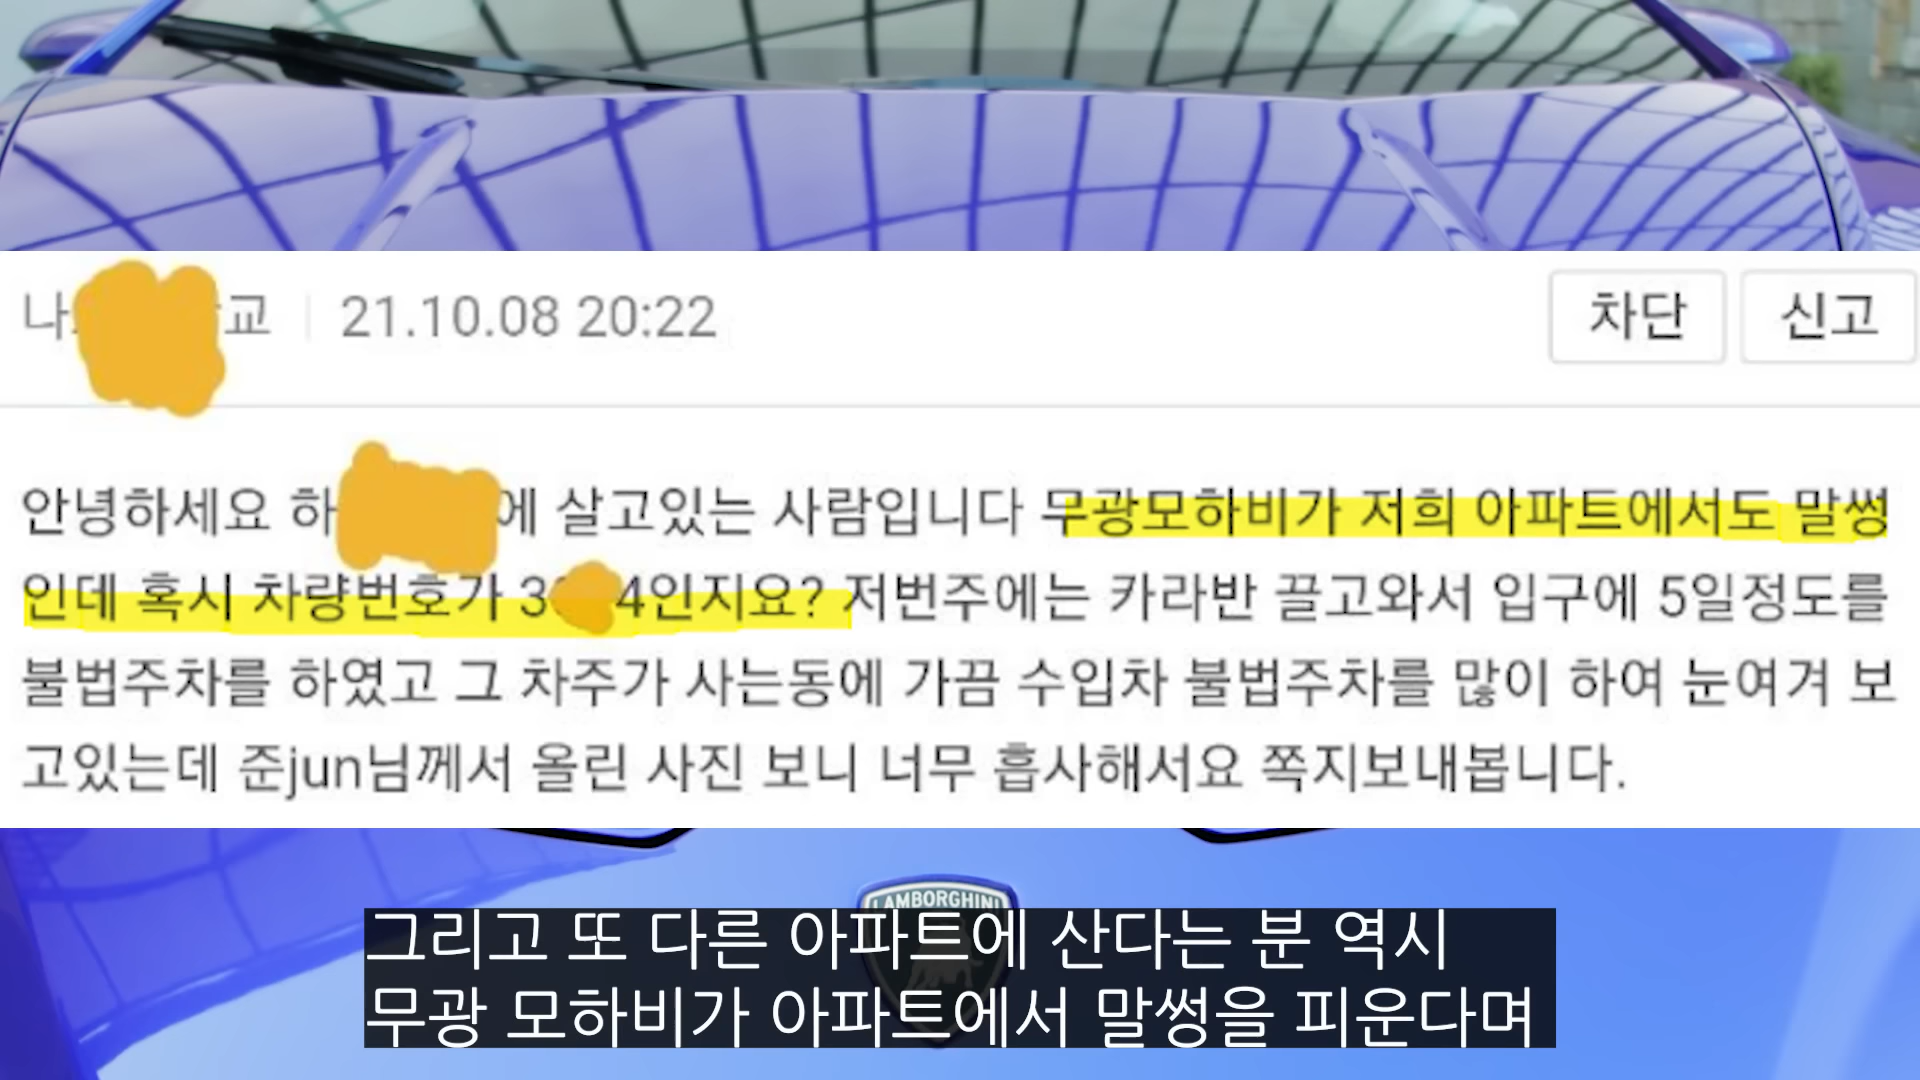 나 교 21.10.08 20:22 차단 신고
안녕하세요 하 에 살고있는 사람입니다 무광모하비가 저희 아파트에서도 말썽
인데 혹시 차량번호가 3 4인지요? 저번주에는 카라반 끌고와서 입구에 5일정도를
불법주차를 하였고 그 차주가 사는동에 가끔 수입차 불법주차를 많이 하여 눈여겨 보
고있는데 준jun님께서 올린 사진 보니 너무 흡사해서요 쪽지보내봅니다.
LAMBORGHINI
그리고 또 다른 아파트에 산다는 분 역시
무광 모하비가 아파트에서 말썽을 피운다며